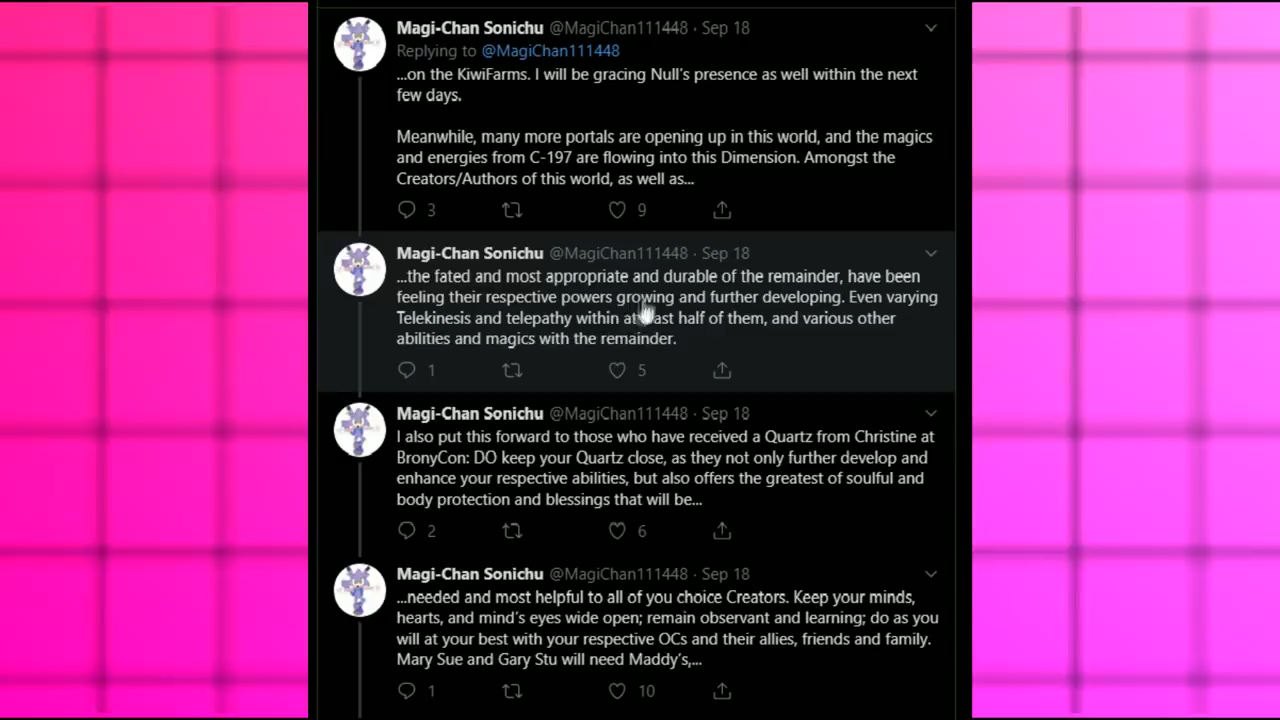 Magi-Chan Sonichu @MagiChan111448 · Sep 18
Replying to @MagiChan111448
...on the KiwiFarms. I will be gracing Null's presence as well within the next
few days.
Meanwhile, many more portals are opening up in this world, and the magics
and energies from C-197 are flowing into this Dimension. Amongst the
Creators/Authors of this world, as well as...
3 9
Magi-Chan Sonichu @MagiChan111448 · Sep 18
...the fated and most appropriate and durable of the remainder, have been
feeling their respective powers growing and further developing. Even varying
Telekinesis and telepathy within at least half of them, and various other
abilities and magics with the remainder.
1 5
Magi-Chan Sonichu @MagiChan111448 · Sep 18
I also put this forward to those who have received a Quartz from Christine at
BronyCon: DO keep your Quartz close, as they not only further develop and
enhance your respective abilities, but also offers the greatest of soulful and
body protection and blessings that will be...
2 6
Magi-Chan Sonichu @MagiChan111448 · Sep 18
...needed and most helpful to all of you choice Creators. Keep your minds,
hearts, and mind's eyes wide open; remain observant and learning; do as you
will at your best with your respective OCs and their allies, friends and family.
Mary Sue and Gary Stu will need Maddy's,...
1 10